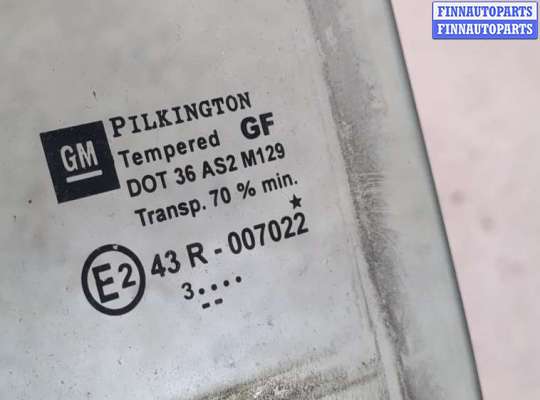 FINNAUTOPARTS
FINNAUTOPARTS
GM
PILKINGTON
Tempered GF
DOT 36 AS2 M129
Transp. 70 % min.
E2 43 R - 007022
3....